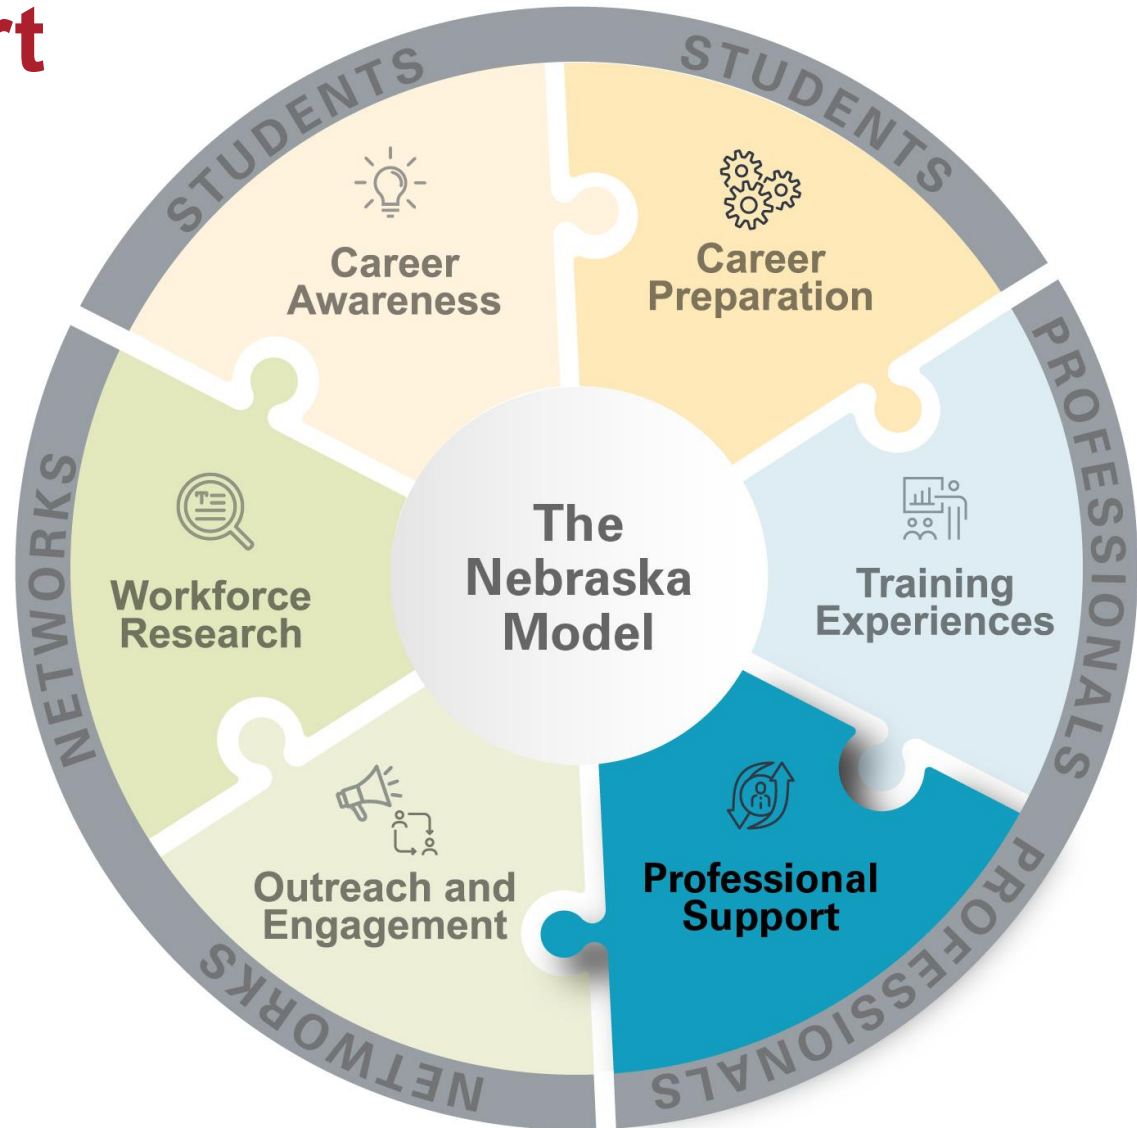 rt
STUDENTS
STUDENTS
Career
Awareness
Career
Preparation
PROFESSIONALS
NETWORKS
Workforce
Research
The
Nebraska
Model
Training
Experiences
Outreach and
Engagement
Professional
Support
NETWORKS
PROFESSIONALS